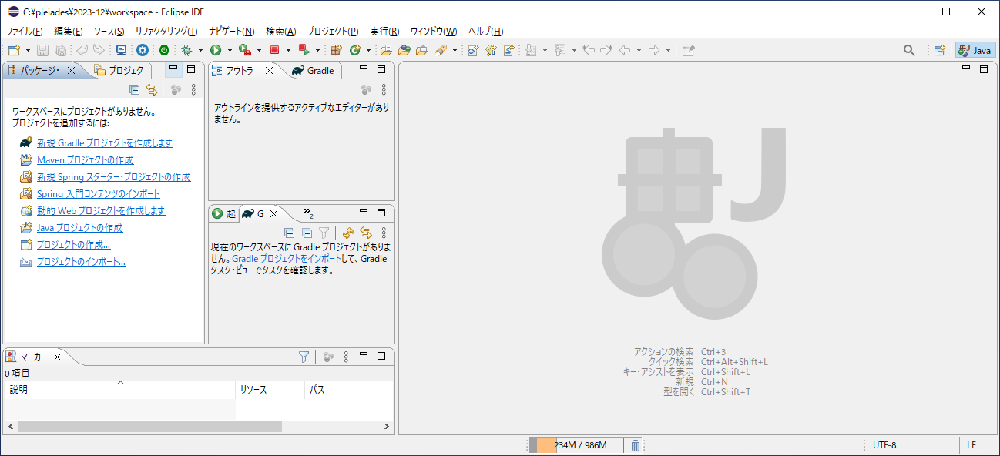 C:¥pleiades¥2023-12¥workspace - Eclipse IDE
ファイル(F) 編集(E) ソース(S) リファクタリング(T) ナビゲート(N) 検索(A) プロジェクト(P) 実行(R) ウィンドウ(W) ヘルプ(H)
Java
パッケージ・ プロジェク
アウトラ Gradle
ワークスペースにプロジェクトがありません。
プロジェクトを追加するには:
新規 Gradle プロジェクトを作成します
Maven プロジェクトの作成
新規 Spring スターター・プロジェクトの作成
Spring 入門コンテンツのインポート
動的 Web プロジェクトを作成します
Java プロジェクトの作成
プロジェクトの作成...
プロジェクトのインポート...
アウトラインを提供するアクティブなエディターがあり
ません。
起 G »2
現在のワークスペースに Gradle プロジェクトがありま
せん。Gradle プロジェクトをインポートして、Gradle
タスク・ビューでタスクを確認します。
マーカー
0 項目
説明 リソース パス
アクションの検索 Ctrl+3
クイック検索 Ctrl+Alt+Shift+L
キー・アシストを表示 Ctrl+Shift+L
新規 Ctrl+N
型を開く Ctrl+Shift+T
234M / 986M
UTF-8
LF